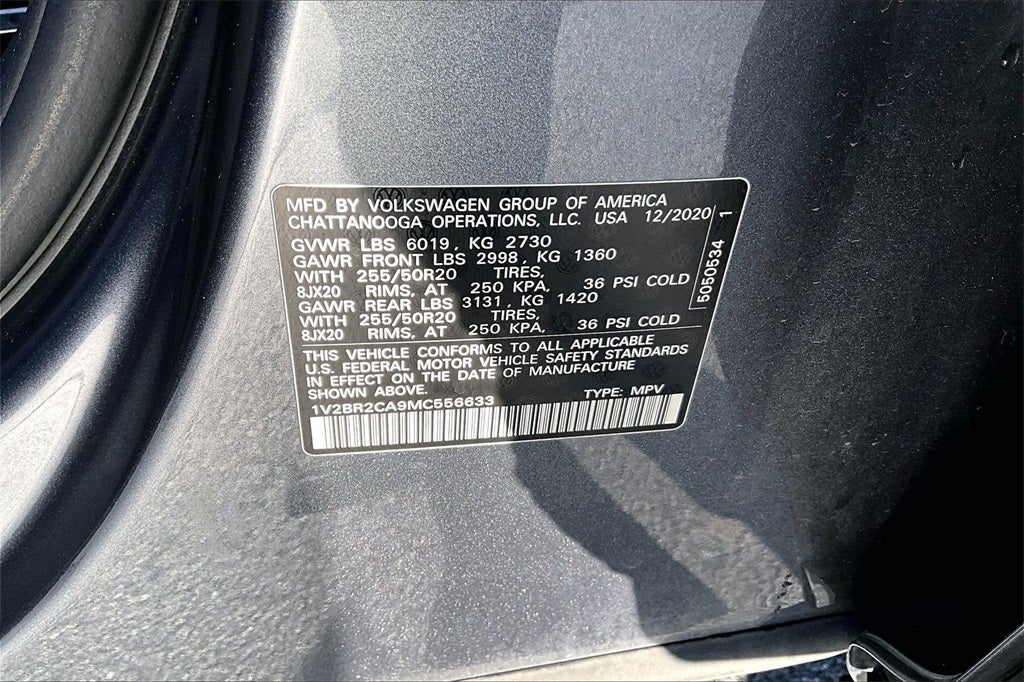 MFD BY VOLKSWAGEN GROUP OF AMERICA
CHATTANOOGA OPERATIONS, LLC. USA 12/2020
GVWR LBS 6019, KG 2730
GAWR FRONT LBS 2998, KG 1360
WITH 255/50R20 TIRES,
8JX20 RIMS, AT 250 KPA, 36 PSI COLD
GAWR REAR LBS 3131, KG 1420
WITH 255/50R20 TIRES,
8JX20 RIMS, AT 250 KPA, 36 PSI COLD
THIS VEHICLE CONFORMS TO ALL APPLICABLE
U.S. FEDERAL MOTOR VEHICLE SAFETY STANDARDS
IN EFFECT ON THE DATE OF MANUFACTURE
SHOWN ABOVE. TYPE: MPV
1V2BR2CA9MC556633
5050534 1